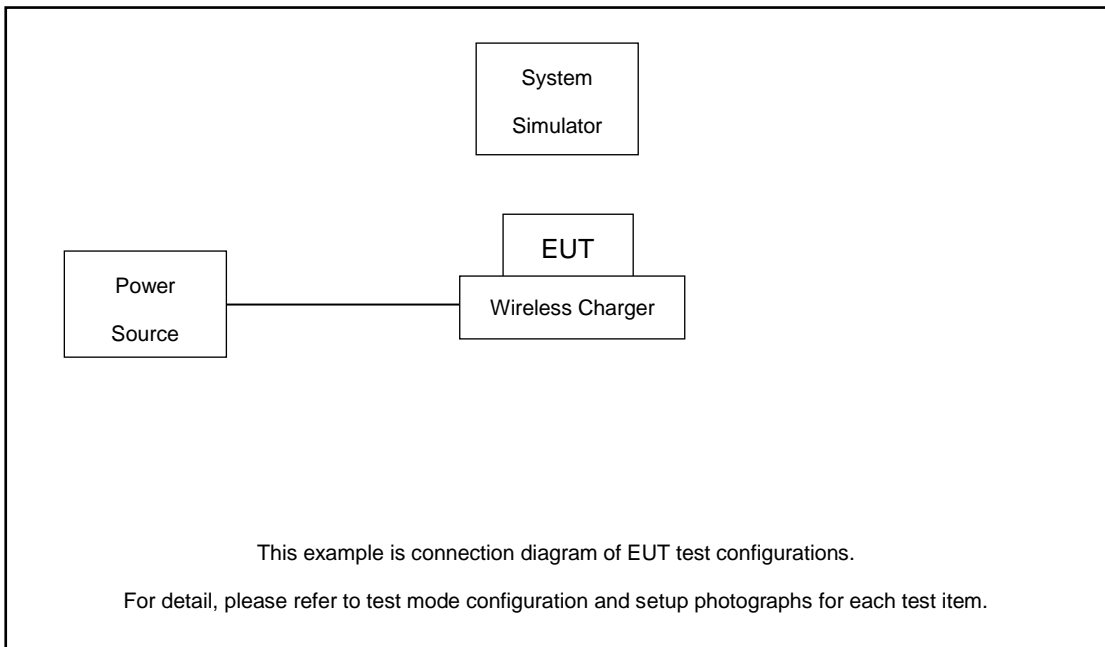 System
Simulator
EUT
Power
Source
Wireless Charger
This example is connection diagram of EUT test configurations.
For detail, please refer to test mode configuration and setup photographs for each test item.